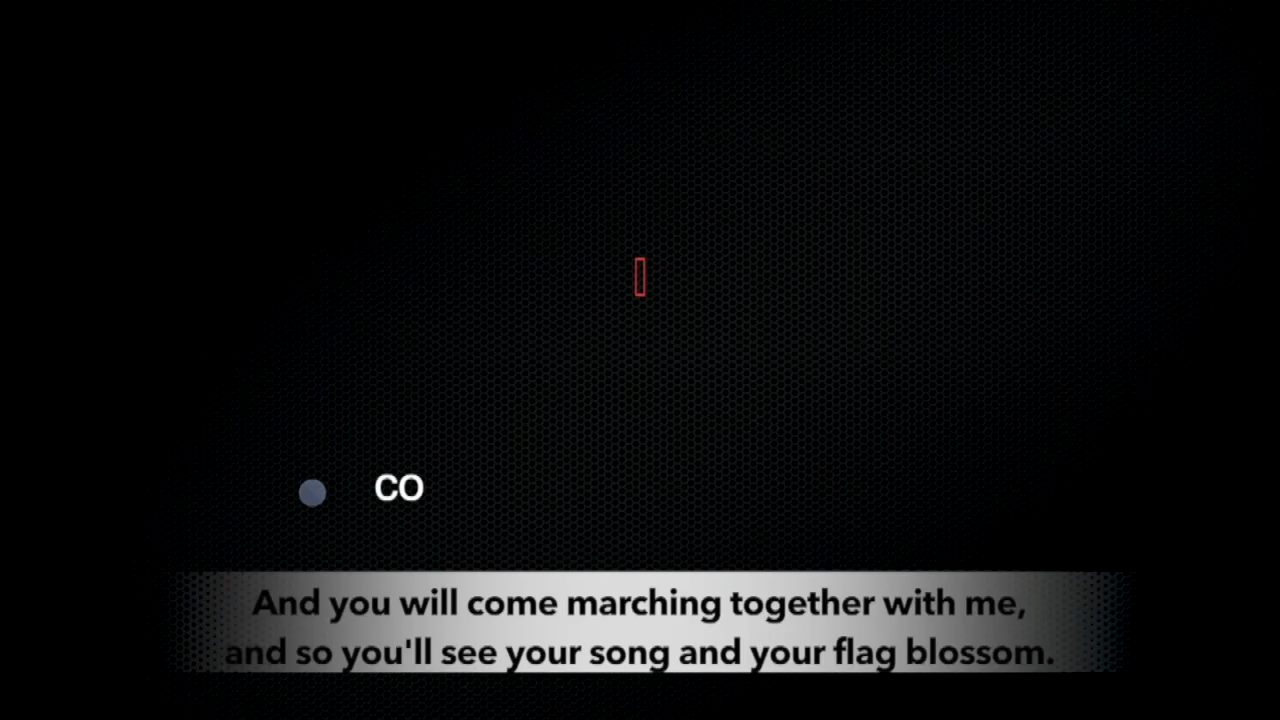 CO
And you will come marching together with me,
and so you'll see your song and your flag blossom.